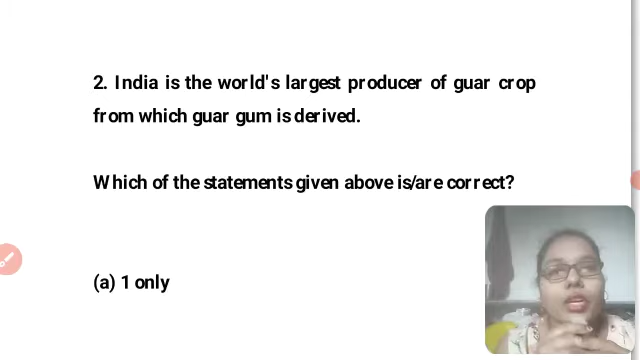 2. India is the world's largest producer of guar crop
from which guar gum is derived.
Which of the statements given above is/are correct?
(a) 1 only